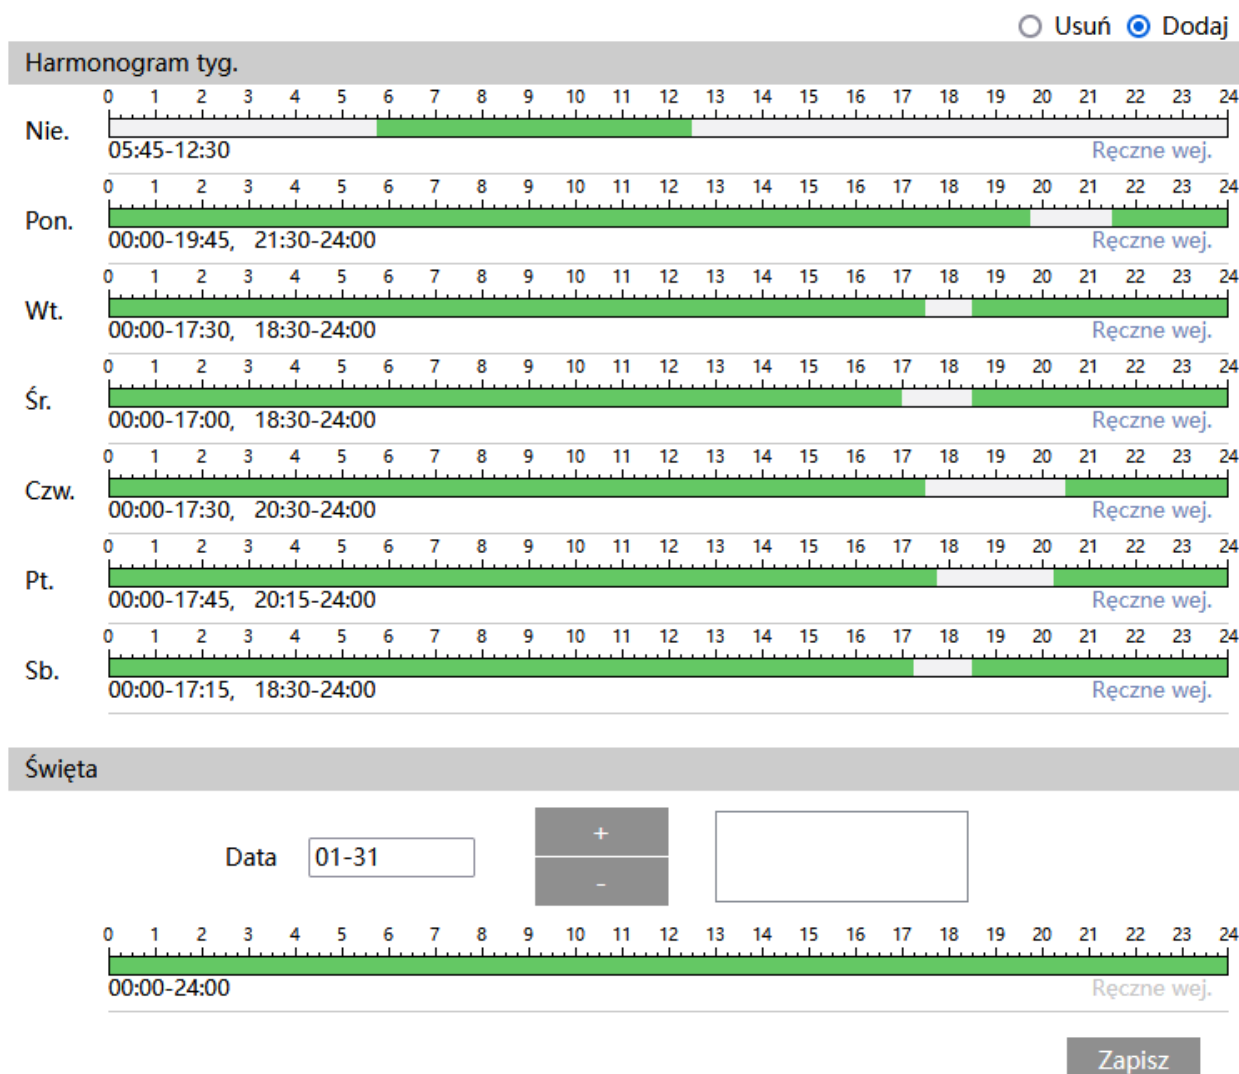 Usuń Dodaj
Harmonogram tyg.
0 1 2 3 4 5 6 7 8 9 10 11 12 13 14 15 16 17 18 19 20 21 22 23 24
Nie.
05:45-12:30 Ręczne wej.
0 1 2 3 4 5 6 7 8 9 10 11 12 13 14 15 16 17 18 19 20 21 22 23 24
Pon.
00:00-19:45, 21:30-24:00 Ręczne wej.
0 1 2 3 4 5 6 7 8 9 10 11 12 13 14 15 16 17 18 19 20 21 22 23 24
Wt.
00:00-17:30, 18:30-24:00 Ręczne wej.
0 1 2 3 4 5 6 7 8 9 10 11 12 13 14 15 16 17 18 19 20 21 22 23 24
Śr.
00:00-17:00, 18:30-24:00 Ręczne wej.
0 1 2 3 4 5 6 7 8 9 10 11 12 13 14 15 16 17 18 19 20 21 22 23 24
Czw.
00:00-17:30, 20:30-24:00 Ręczne wej.
0 1 2 3 4 5 6 7 8 9 10 11 12 13 14 15 16 17 18 19 20 21 22 23 24
Pt.
00:00-17:45, 20:15-24:00 Ręczne wej.
0 1 2 3 4 5 6 7 8 9 10 11 12 13 14 15 16 17 18 19 20 21 22 23 24
Sb.
00:00-17:15, 18:30-24:00 Ręczne wej.
Święta
+
Data 01-31
-
0 1 2 3 4 5 6 7 8 9 10 11 12 13 14 15 16 17 18 19 20 21 22 23 24
00:00-24:00 Ręczne wej.
Zapisz